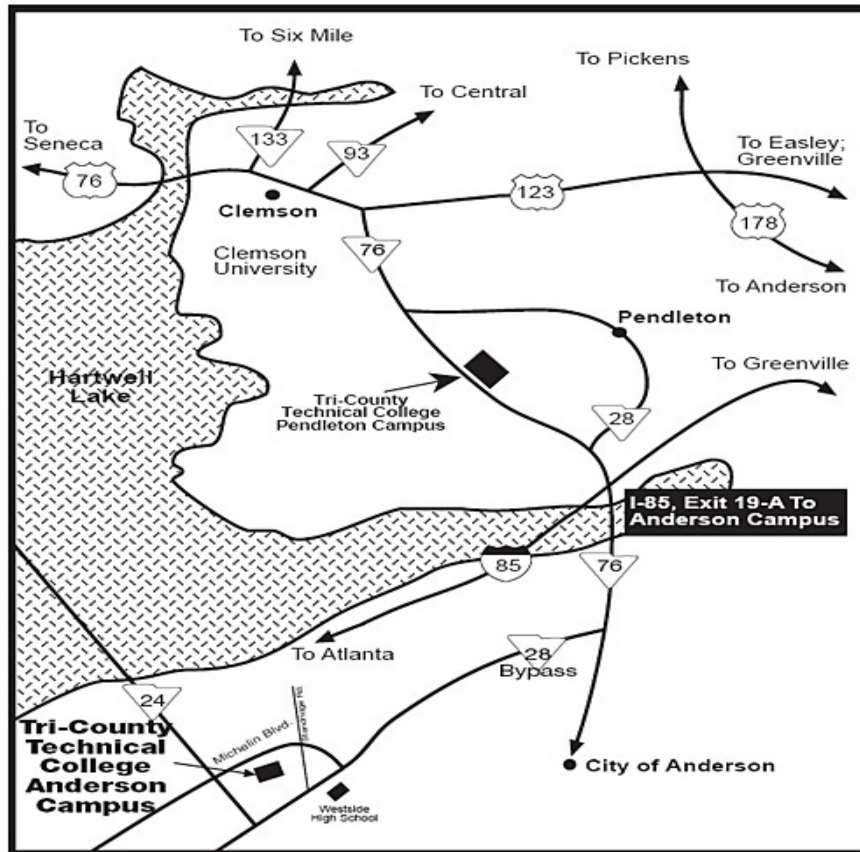 To Six Mile
To Pickens
To Central
To
Seneca
133
93
76
To Easley;
Greenville
123
Clemson
178
76
Clemson
University
To Anderson
Pendleton
To Greenville
Hartwell
Lake
Tri-County
Technical College
Pendleton Campus
28
I-85, Exit 19-A To
Anderson Campus
85
76
To Atlanta
28
Bypass
24
Tri-County
Technical
College
Anderson
Campus
Michelin Blvd.
City of Anderson
Westside
High School